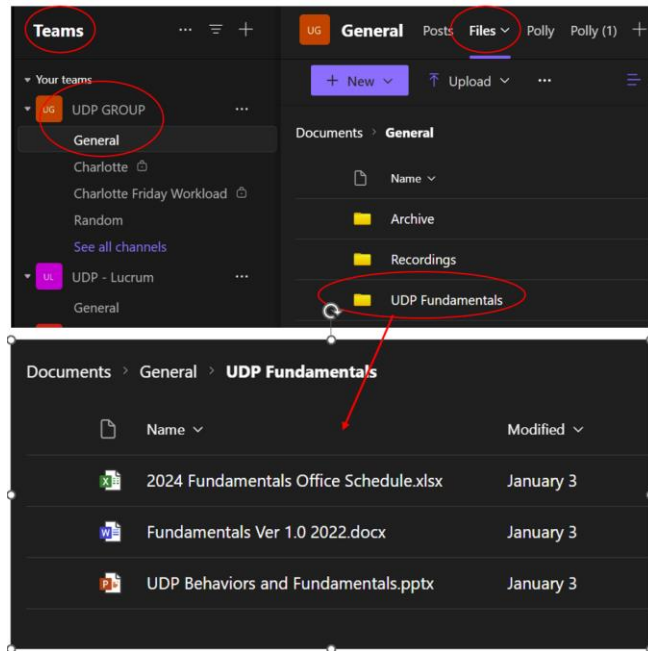 Teams ··· +
Your teams
UG UDP GROUP ···
General
Charlotte
Charlotte Friday Workload
Random
See all channels
UL UDP - Lucrum ···
General
UG General Posts Files Polly Polly (1) +
+ New Upload ···
Documents > General
Name
Archive
Recordings
UDP Fundamentals
Documents > General > UDP Fundamentals
Name Modified
2024 Fundamentals Office Schedule.xlsx January 3
Fundamentals Ver 1.0 2022.docx January 3
UDP Behaviors and Fundamentals.pptx January 3